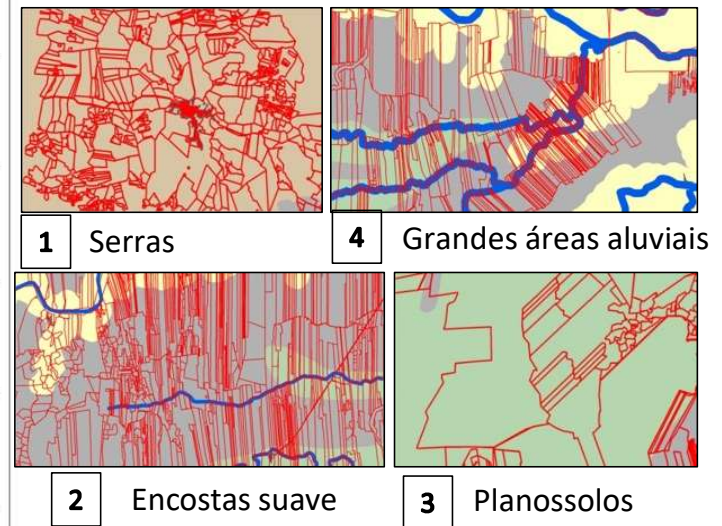 1 Serras
4 Grandes áreas aluviais
2 Encostas suave
3 Planossolos